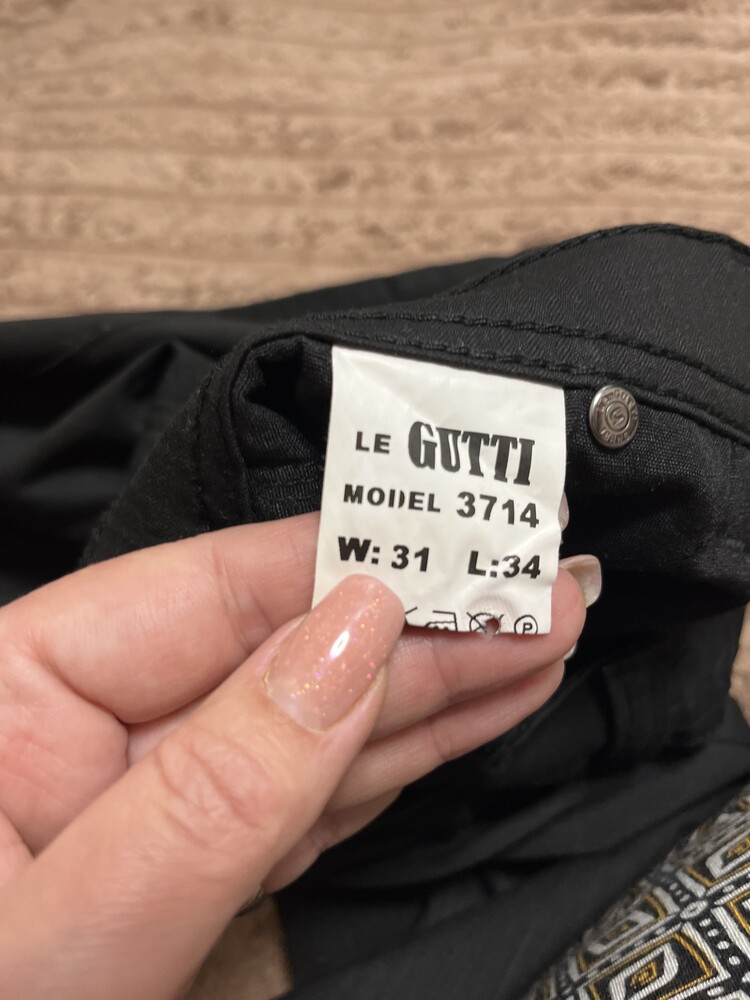 LE GUTTI
MODEL 3714
W: 31 L:34
P